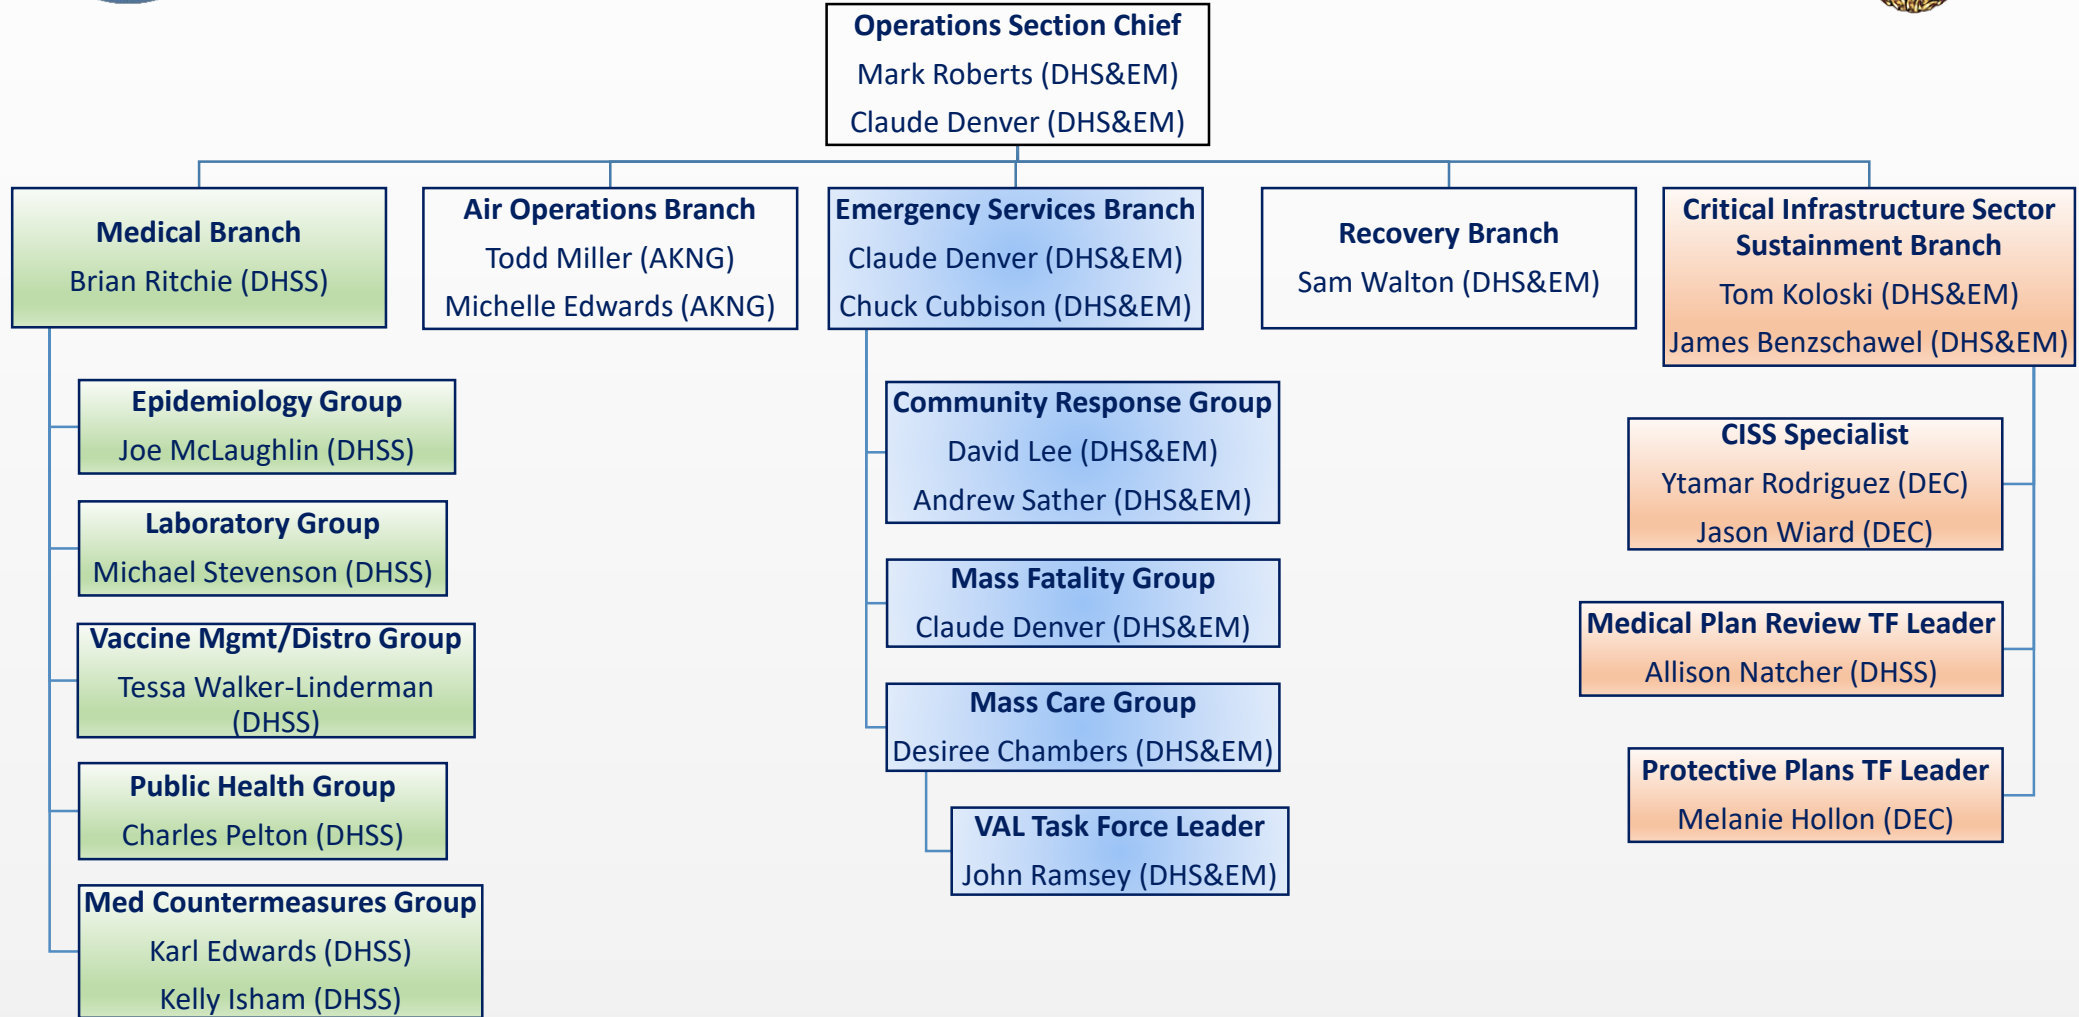 Operations Section Chief
Mark Roberts (DHS&EM)
Claude Denver (DHS&EM)
Medical Branch
Brian Ritchie (DHSS)
Air Operations Branch
Todd Miller (AKNG)
Michelle Edwards (AKNG)
Emergency Services Branch
Claude Denver (DHS&EM)
Chuck Cubbison (DHS&EM)
Recovery Branch
Sam Walton (DHS&EM)
Critical Infrastructure Sector
Sustainment Branch
Tom Koloski (DHS&EM)
James Benzschawel (DHS&EM)
Epidemiology Group
Joe McLaughlin (DHSS)
Laboratory Group
Michael Stevenson (DHSS)
Vaccine Mgmt/Distro Group
Tessa Walker-Linderman
(DHSS)
Public Health Group
Charles Pelton (DHSS)
Med Countermeasures Group
Karl Edwards (DHSS)
Kelly Isham (DHSS)
Community Response Group
David Lee (DHS&EM)
Andrew Sather (DHS&EM)
Mass Fatality Group
Claude Denver (DHS&EM)
Mass Care Group
Desiree Chambers (DHS&EM)
VAL Task Force Leader
John Ramsey (DHS&EM)
CISS Specialist
Ytamar Rodriguez (DEC)
Jason Wiard (DEC)
Medical Plan Review TF Leader
Allison Natcher (DHSS)
Protective Plans TF Leader
Melanie Hollon (DEC)